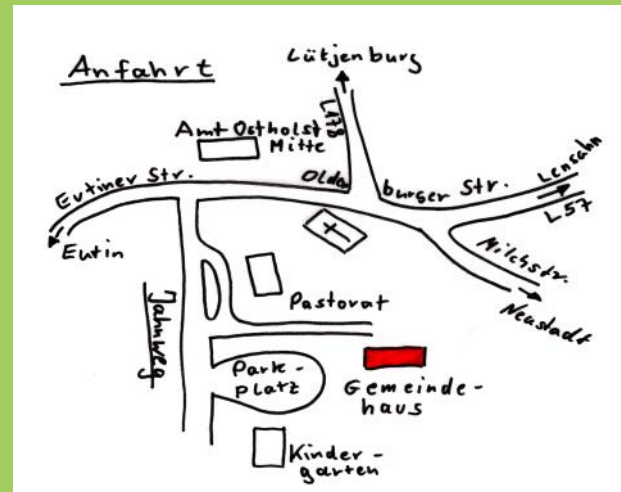 Anfahrt
Lütjenburg
L178
Amt Ostholst
Mitte
Eutiner Str.
Olden
burger Str.
Lensahn
L57
Eutin
Milchstr.
Neustadt
Jahnweg
Pastorat
Park-
platz
Gemeinde-
haus
Kinder-
garten